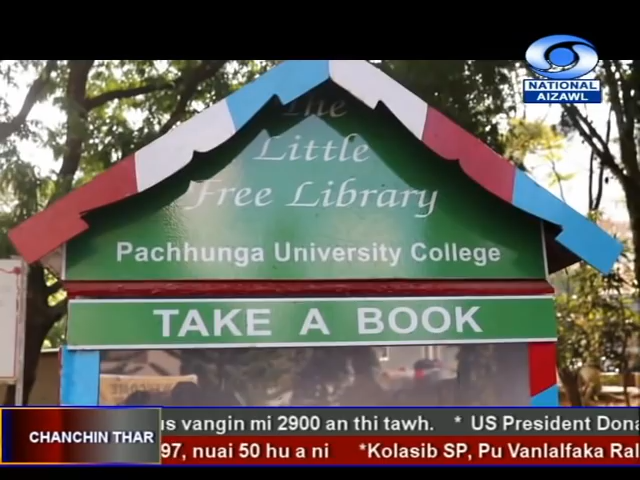 NATIONAL
AIZAWL
The
Little
Free Library
Pachhunga University College
TAKE A BOOK
CHANCHIN THAR
us vangin mi 2900 an thi tawh. * US President Dona
97, nuai 50 hu a ni *Kolasib SP, Pu Vanlalfaka Ral